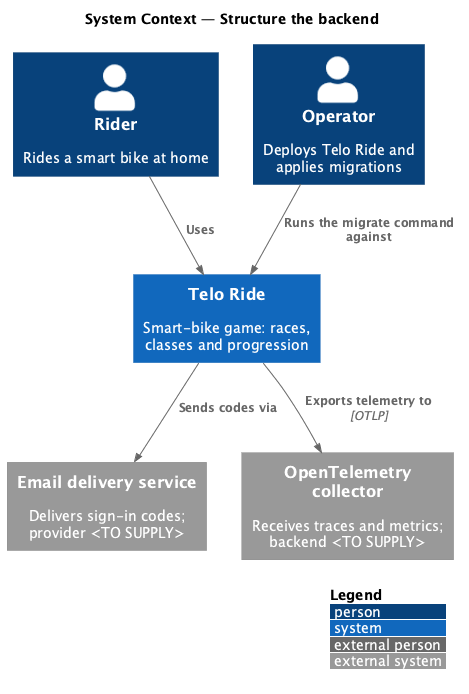 System Context — Structure the backend
Rider
Rides a smart bike at home
Operator
Deploys Telo Ride and
applies migrations
Uses
Runs the migrate command
against
Telo Ride
Smart-bike game: races,
classes and progression
Sends codes via
Exports telemetry to
[OTLP]
Email delivery service
Delivers sign-in codes;
provider <TO SUPPLY>
OpenTelemetry
collector
Receives traces and metrics;
backend <TO SUPPLY>
Legend
person
system
external person
external system